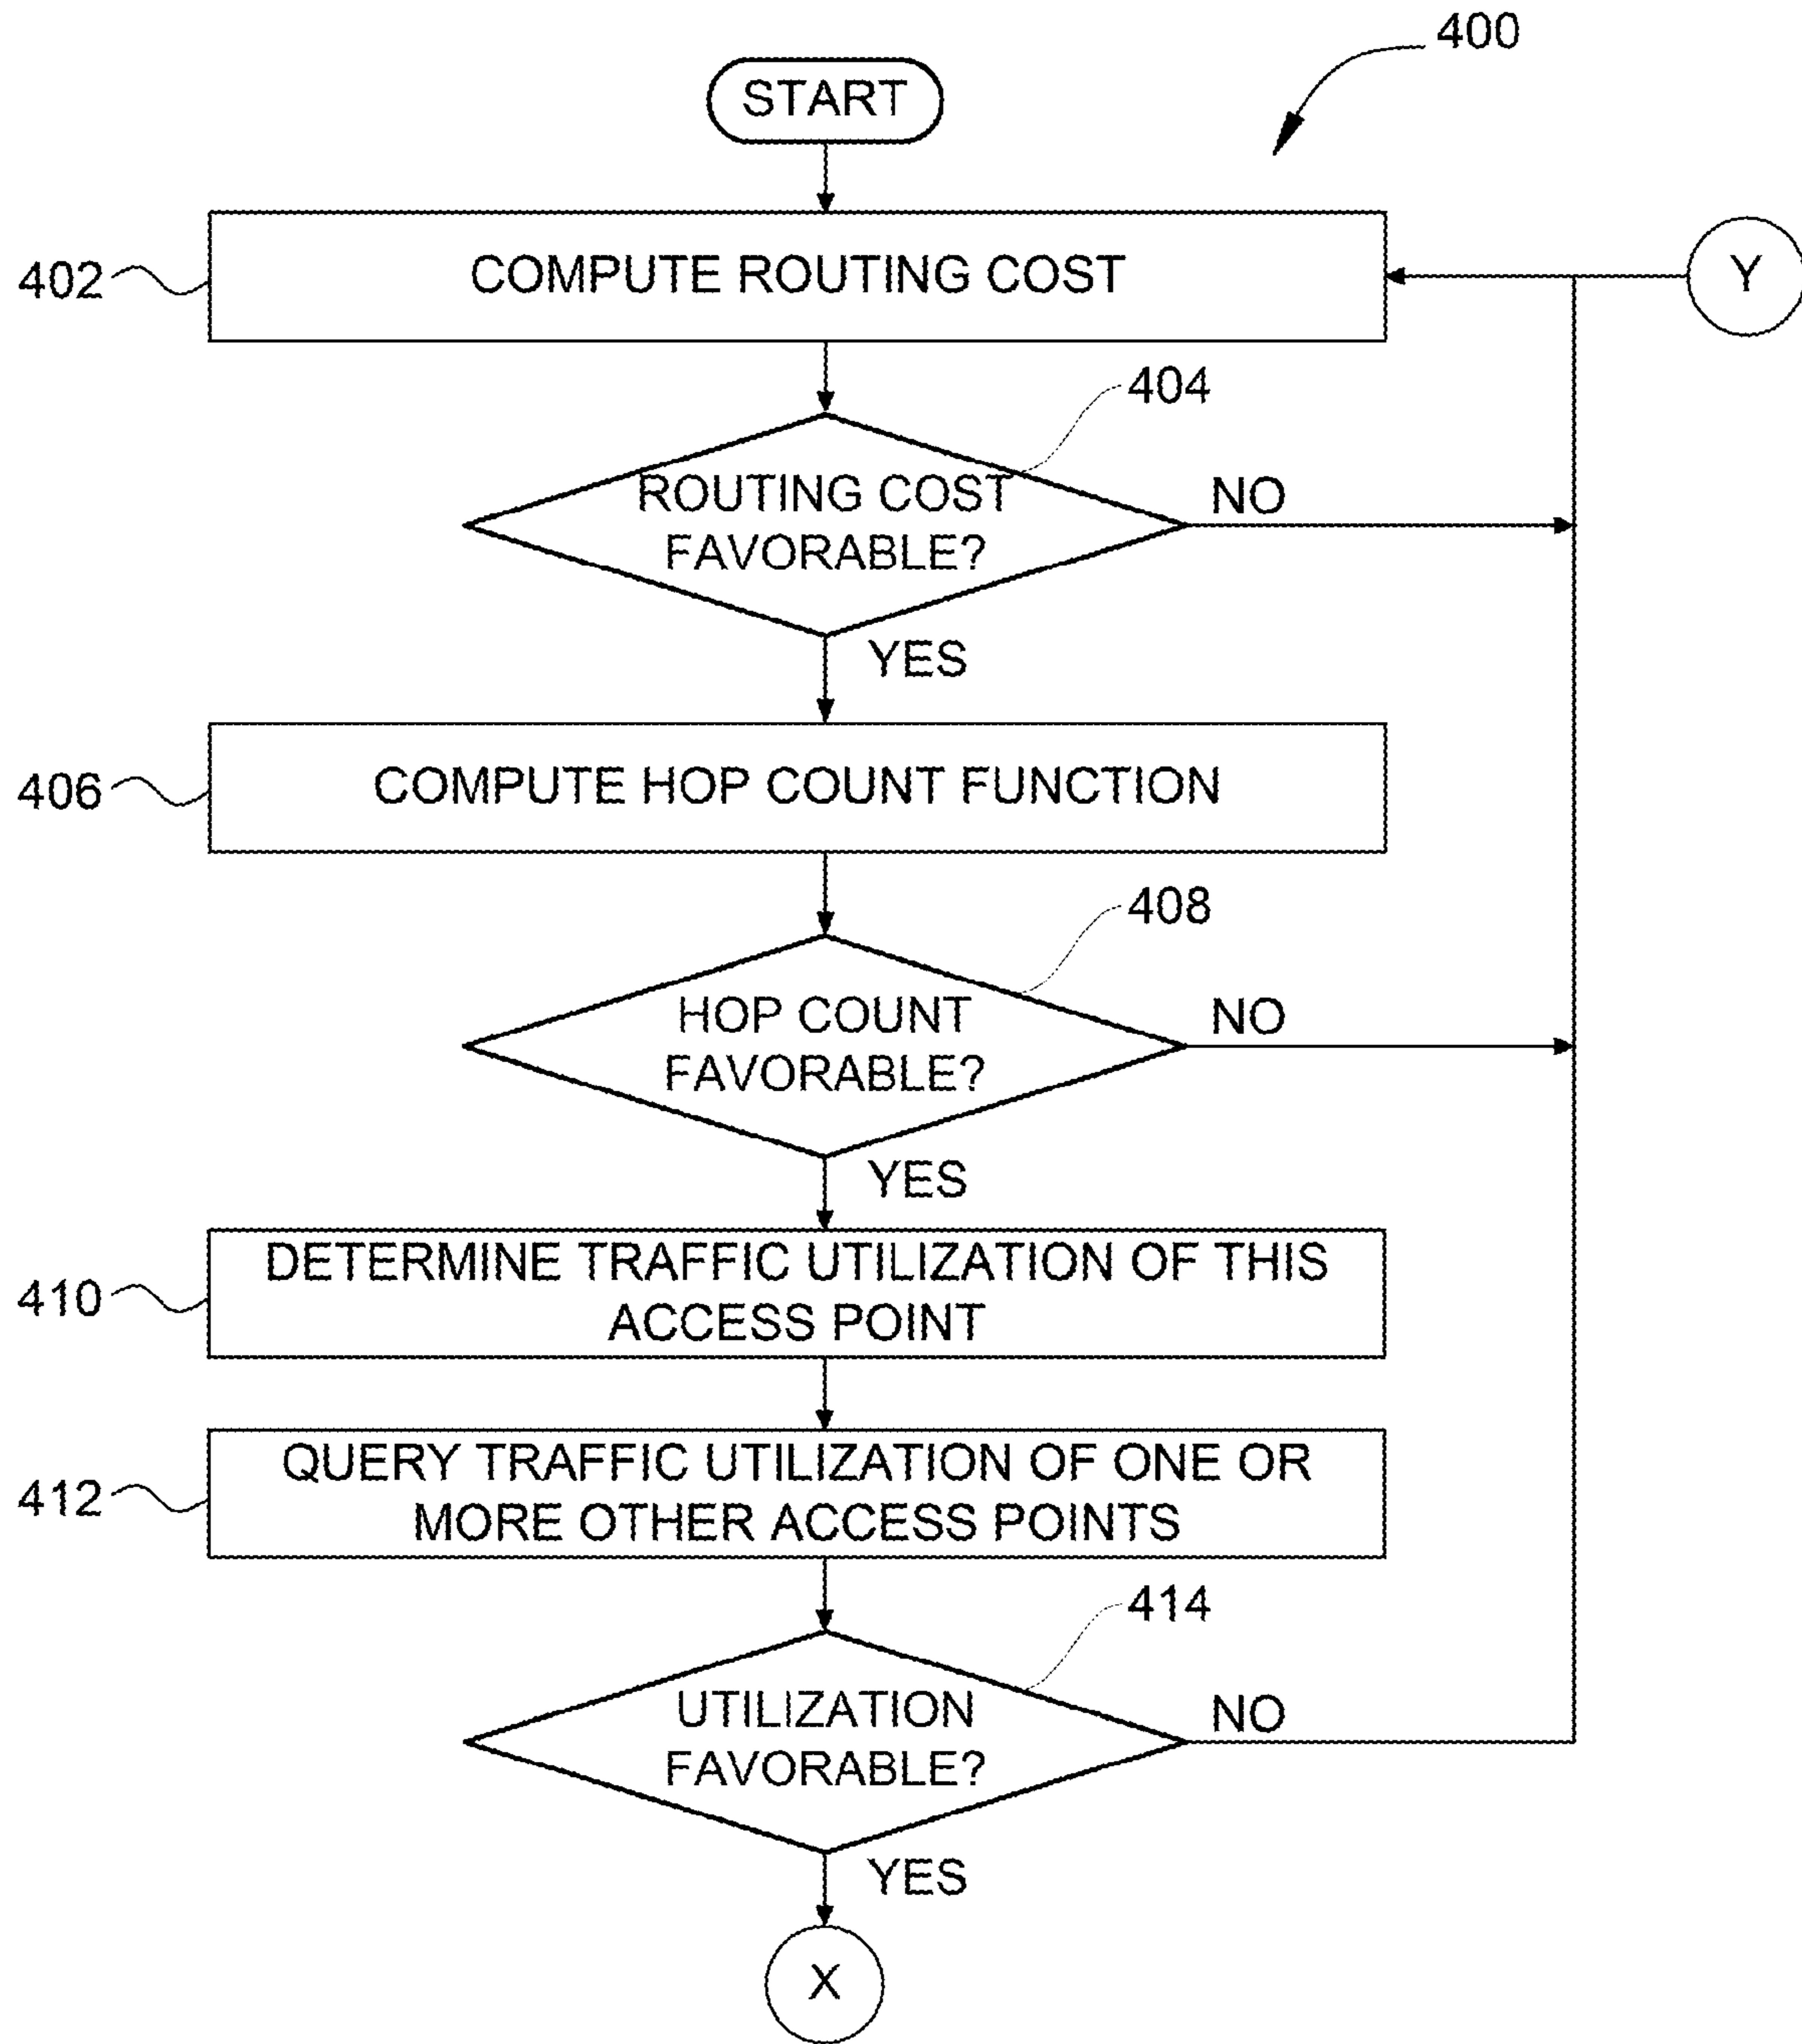 400
START
402
COMPUTE ROUTING COST
Y
404
ROUTING COST
FAVORABLE?
NO
YES
406
COMPUTE HOP COUNT FUNCTION
408
HOP COUNT
FAVORABLE?
NO
YES
410
DETERMINE TRAFFIC UTILIZATION OF THIS
ACCESS POINT
412
QUERY TRAFFIC UTILIZATION OF ONE OR
MORE OTHER ACCESS POINTS
414
UTILIZATION
FAVORABLE?
NO
YES
X